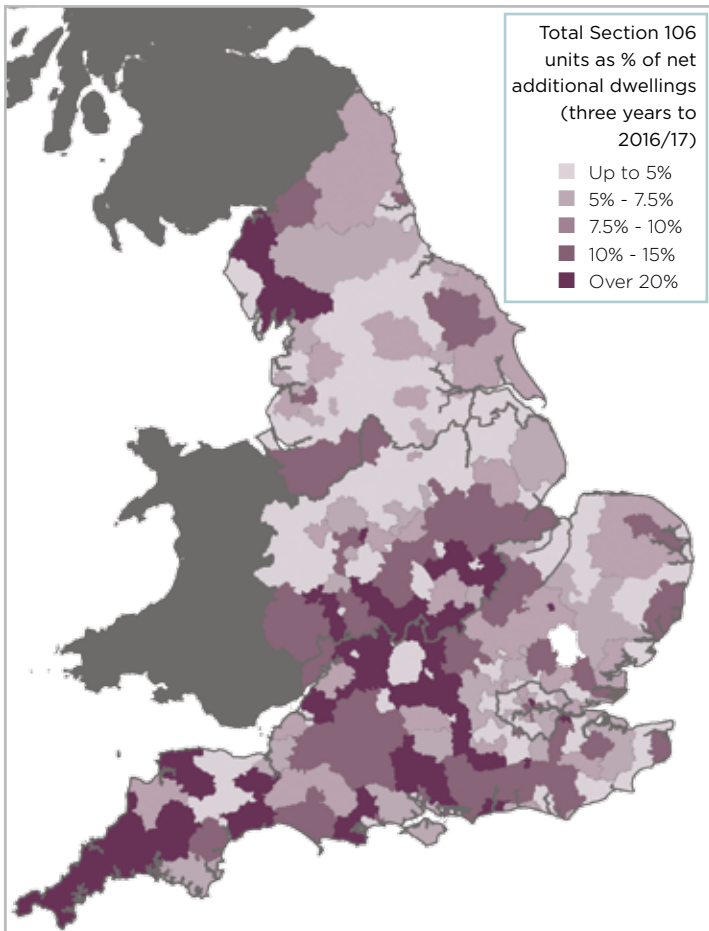 Total Section 106
units as % of net
additional dwellings
(three years to
2016/17)
Up to 5%
5% - 7.5%
7.5% - 10%
10% - 15%
Over 20%